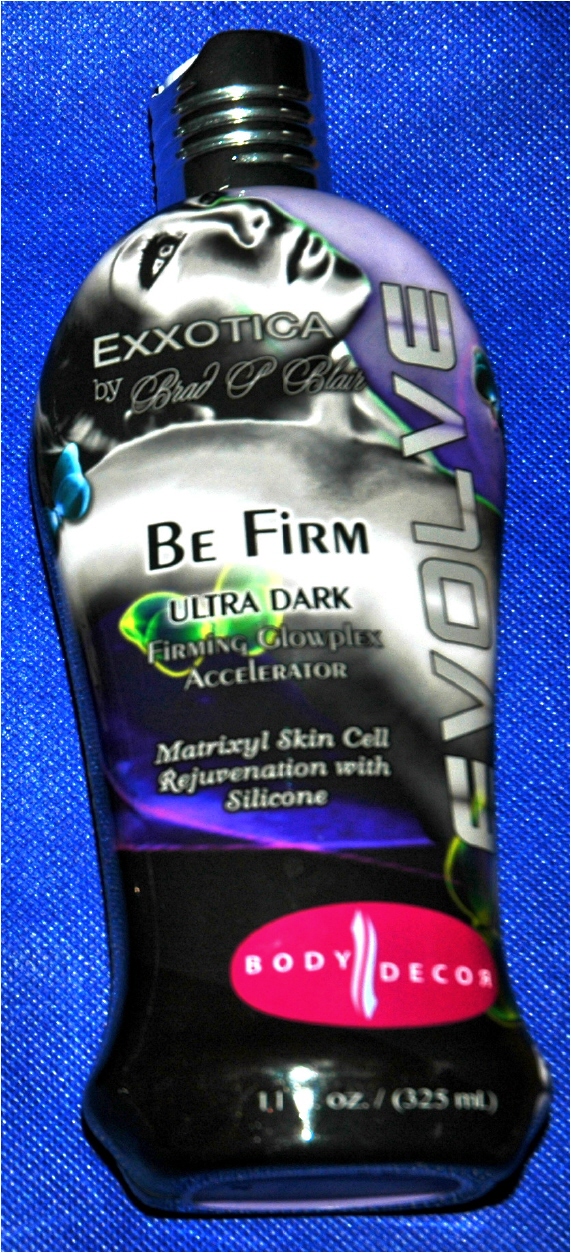 EXXOTICA
by Brad P Blair
EVOLVE
BE FiRM
ULTRA DARK
FiRMiNG Glowplex
AccelERATOR
Matrixyl Skin Cell
Rejuvenation with
Silicone
BODY DECOR
11 oz. / (325 mL)